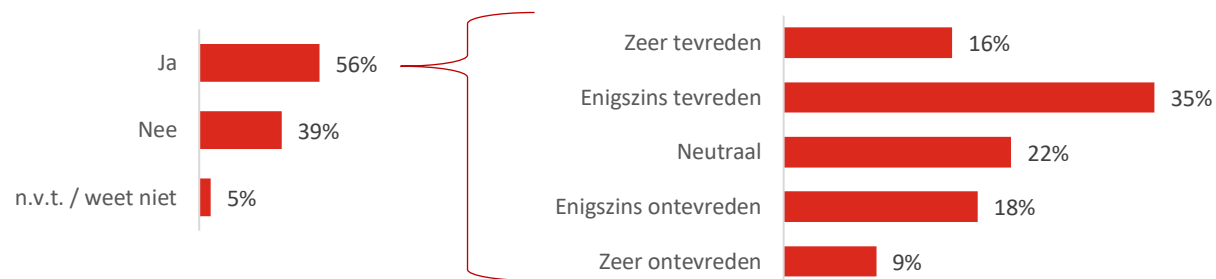 Ja 56%
Nee 39%
n.v.t. / weet niet 5%
Zeer tevreden 16%
Enigszins tevreden 35%
Neutraal 22%
Enigszins ontevreden 18%
Zeer ontevreden 9%